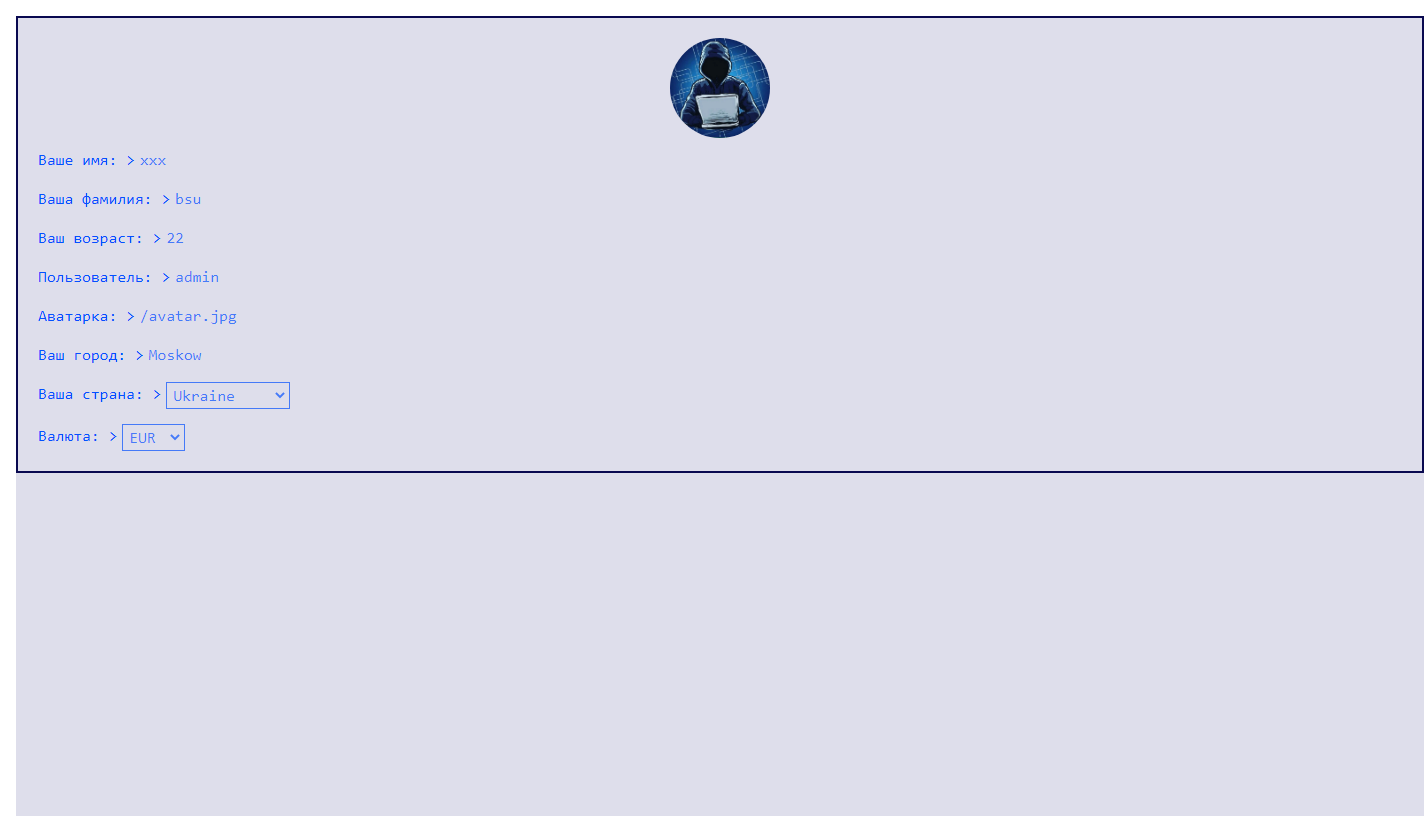 Ваше имя: > xxx
Ваша фамилия: > bsu
Ваш возраст: > 22
Пользователь: > admin
Аватарка: > /avatar.jpg
Ваш город: > Moskow
Ваша страна: > Ukraine
Валюта: > EUR